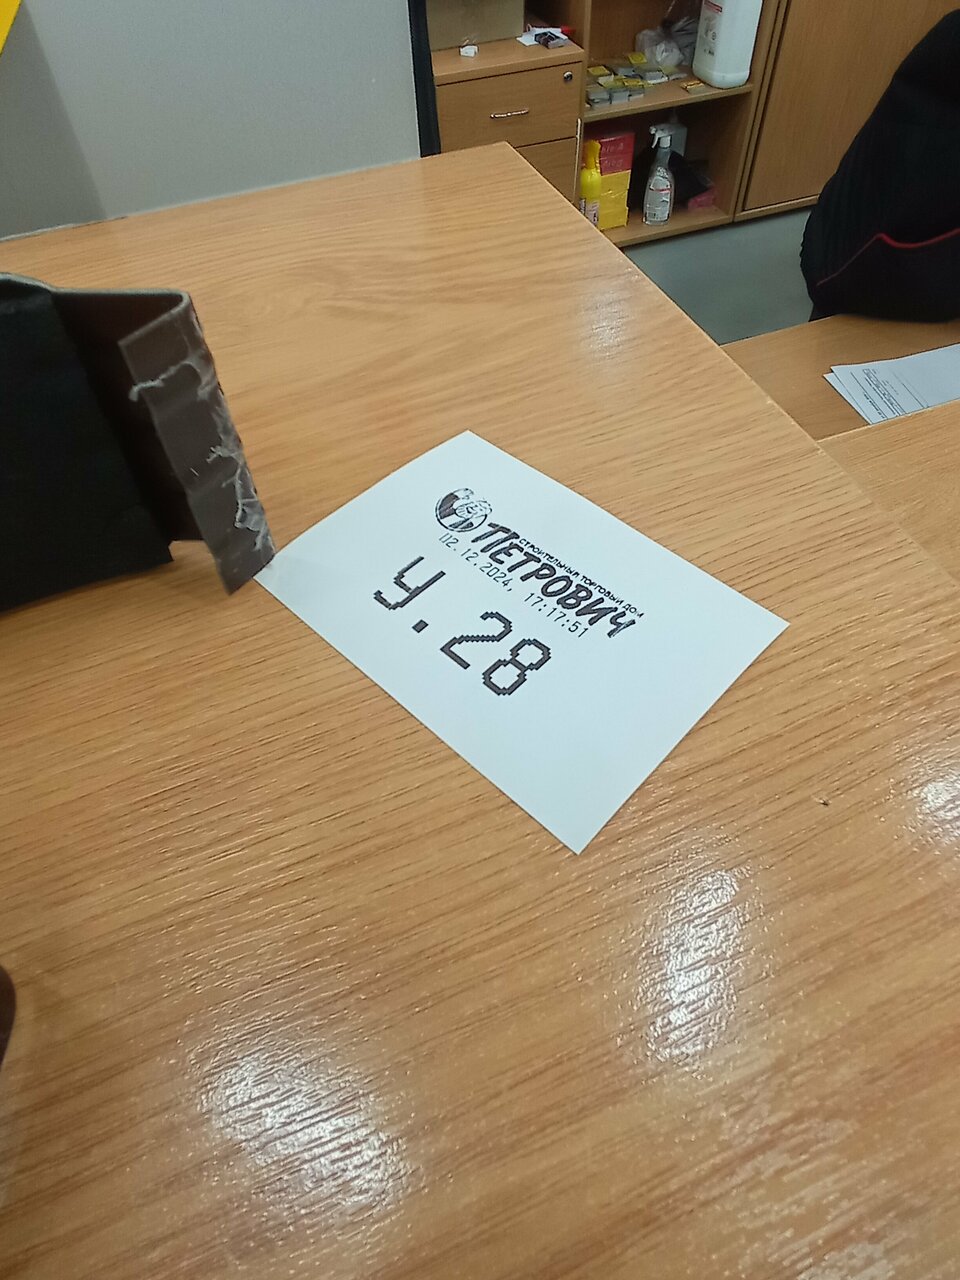 СТРОИТЕЛЬНЫЙ ТОРГОВЫЙ ДОМ
ПЕТРОВИЧ
02.12.2024, 17:17:51
У.28